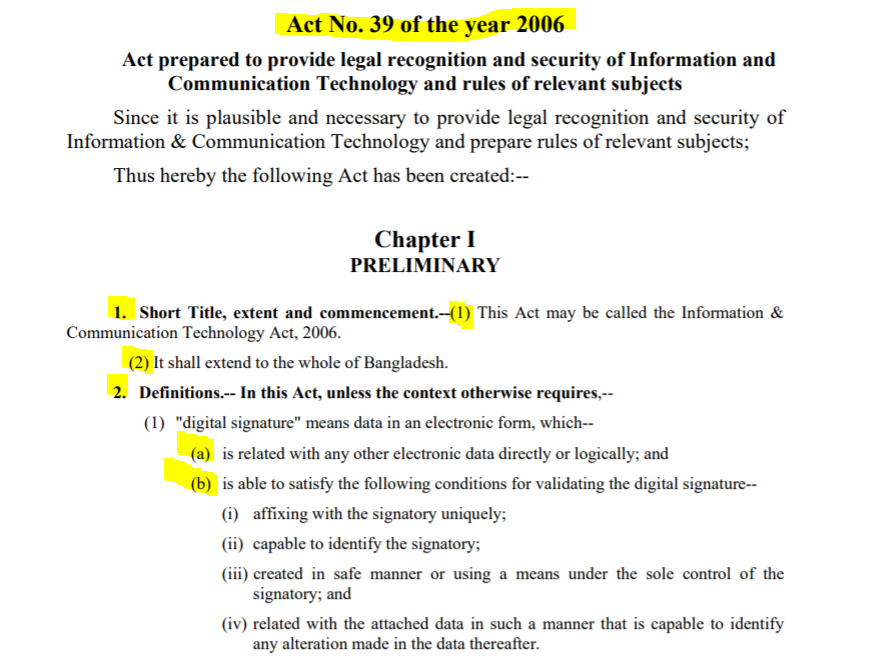 Act No. 39 of the year 2006
Act prepared to provide legal recognition and security of Information and
Communication Technology and rules of relevant subjects
Since it is plausible and necessary to provide legal recognition and security of
Information & Communication Technology and prepare rules of relevant subjects;
Thus hereby the following Act has been created:--
Chapter I
PRELIMINARY
1. Short Title, extent and commencement.--(1) This Act may be called the Information &
Communication Technology Act, 2006.
(2) It shall extend to the whole of Bangladesh.
2. Definitions.-- In this Act, unless the context otherwise requires,--
(1) "digital signature" means data in an electronic form, which--
(a) is related with any other electronic data directly or logically; and
(b) is able to satisfy the following conditions for validating the digital signature--
(i) affixing with the signatory uniquely;
(ii) capable to identify the signatory;
(iii) created in safe manner or using a means under the sole control of the
signatory; and
(iv) related with the attached data in such a manner that is capable to identify
any alteration made in the data thereafter.